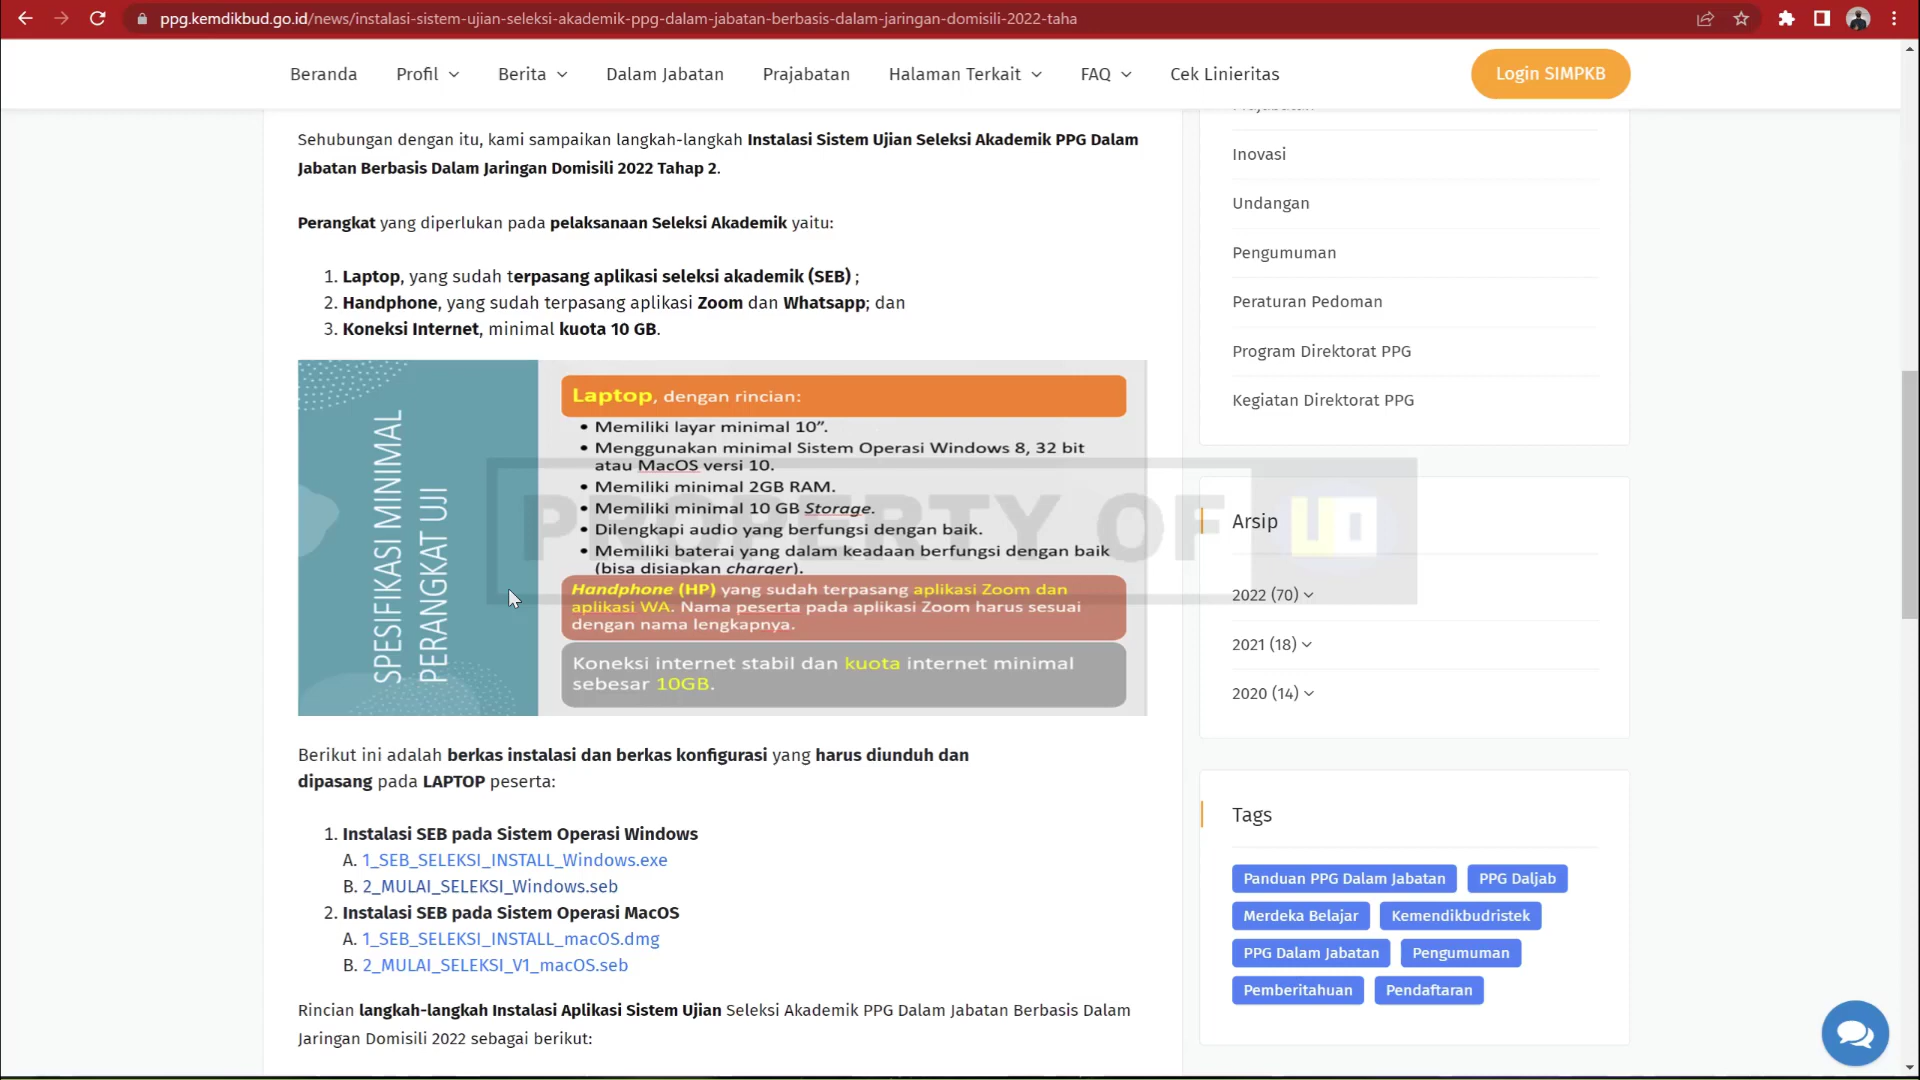 ppg.kemdikbud.go.id/news/instalasi-sistem-ujian-seleksi-akademik-ppg-dalam-jabatan-berbasis-dalam-jaringan-domisili-2022-taha
Beranda Profil Berita Dalam Jabatan Prajabatan Halaman Terkait FAQ Cek Linieritas Login SIMPKB
Sehubungan dengan itu, kami sampaikan langkah-langkah Instalasi Sistem Ujian Seleksi Akademik PPG Dalam
Jabatan Berbasis Dalam Jaringan Domisili 2022 Tahap 2.
Perangkat yang diperlukan pada pelaksanaan Seleksi Akademik yaitu:
1. Laptop, yang sudah terpasang aplikasi seleksi akademik (SEB) ;
2. Handphone, yang sudah terpasang aplikasi Zoom dan Whatsapp; dan
3. Koneksi Internet, minimal kuota 10 GB.
SPESIFIKASI MINIMAL
PERANGKAT UJI
Laptop, dengan rincian:
• Memiliki layar minimal 10”.
• Menggunakan minimal Sistem Operasi Windows 8, 32 bit
atau MacOS versi 10.
• Memiliki minimal 2GB RAM.
• Memiliki minimal 10 GB Storage.
• Dilengkapi audio yang berfungsi dengan baik.
• Memiliki baterai yang dalam keadaan berfungsi dengan baik
(bisa disiapkan charger).
Handphone (HP) yang sudah terpasang aplikasi Zoom dan
aplikasi WA. Nama peserta pada aplikasi Zoom harus sesuai
dengan nama lengkapnya.
Koneksi internet stabil dan kuota internet minimal
sebesar 10GB.
PROPERTY OF UD
Berikut ini adalah berkas instalasi dan berkas konfigurasi yang harus diunduh dan
dipasang pada LAPTOP peserta:
1. Instalasi SEB pada Sistem Operasi Windows
A. 1_SEB_SELEKSI_INSTALL_Windows.exe
B. 2_MULAI_SELEKSI_Windows.seb
2. Instalasi SEB pada Sistem Operasi MacOS
A. 1_SEB_SELEKSI_INSTALL_macOS.dmg
B. 2_MULAI_SELEKSI_V1_macOS.seb
Rincian langkah-langkah Instalasi Aplikasi Sistem Ujian Seleksi Akademik PPG Dalam Jabatan Berbasis Dalam
Jaringan Domisili 2022 sebagai berikut:
Prajabatan
Inovasi
Undangan
Pengumuman
Peraturan Pedoman
Program Direktorat PPG
Kegiatan Direktorat PPG
Arsip
2022 (70)
2021 (18)
2020 (14)
Tags
Panduan PPG Dalam Jabatan PPG Daljab
Merdeka Belajar Kemendikbudristek
PPG Dalam Jabatan Pengumuman
Pemberitahuan Pendaftaran